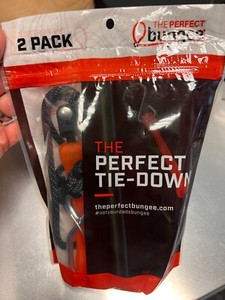 2 PACK
THE PERFECT
bungee
THE
PERFECT
TIE-DOWN
theperfectbungee.com
#notyourdadsbungee